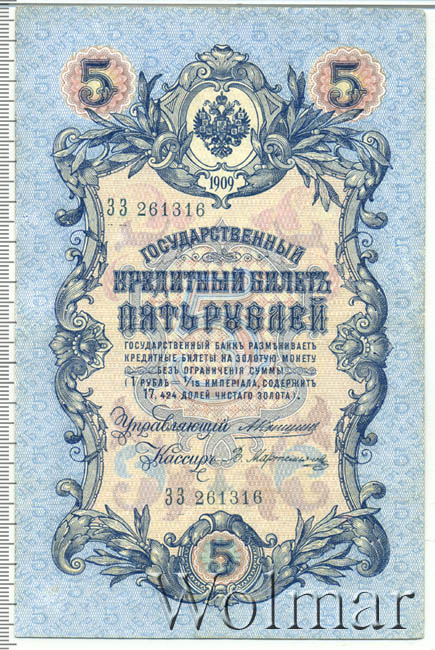 5 5
1909
ЗЗ 261316
ГОСУДАРСТВЕННЫЙ
КРЕДИТНЫЙ БИЛЕТЪ
ПЯТЬ РУБЛЕЙ
ГОСУДАРСТВЕННЫЙ БАНКЪ РАЗМѢНИВАЕТЪ
КРЕДИТНЫЕ БИЛЕТЫ НА ЗОЛОТУЮ МОНЕТУ
БЕЗЪ ОГРАНИЧЕНІЯ СУММЫ
(1 РУБЛЬ = 1/15 ИМПЕРІАЛА, СОДЕРЖИТЪ
17,424 ДОЛЕЙ ЧИСТАГО ЗОЛОТА).
Управляющій
Кассиръ
ЗЗ 261316
5
Wolmar